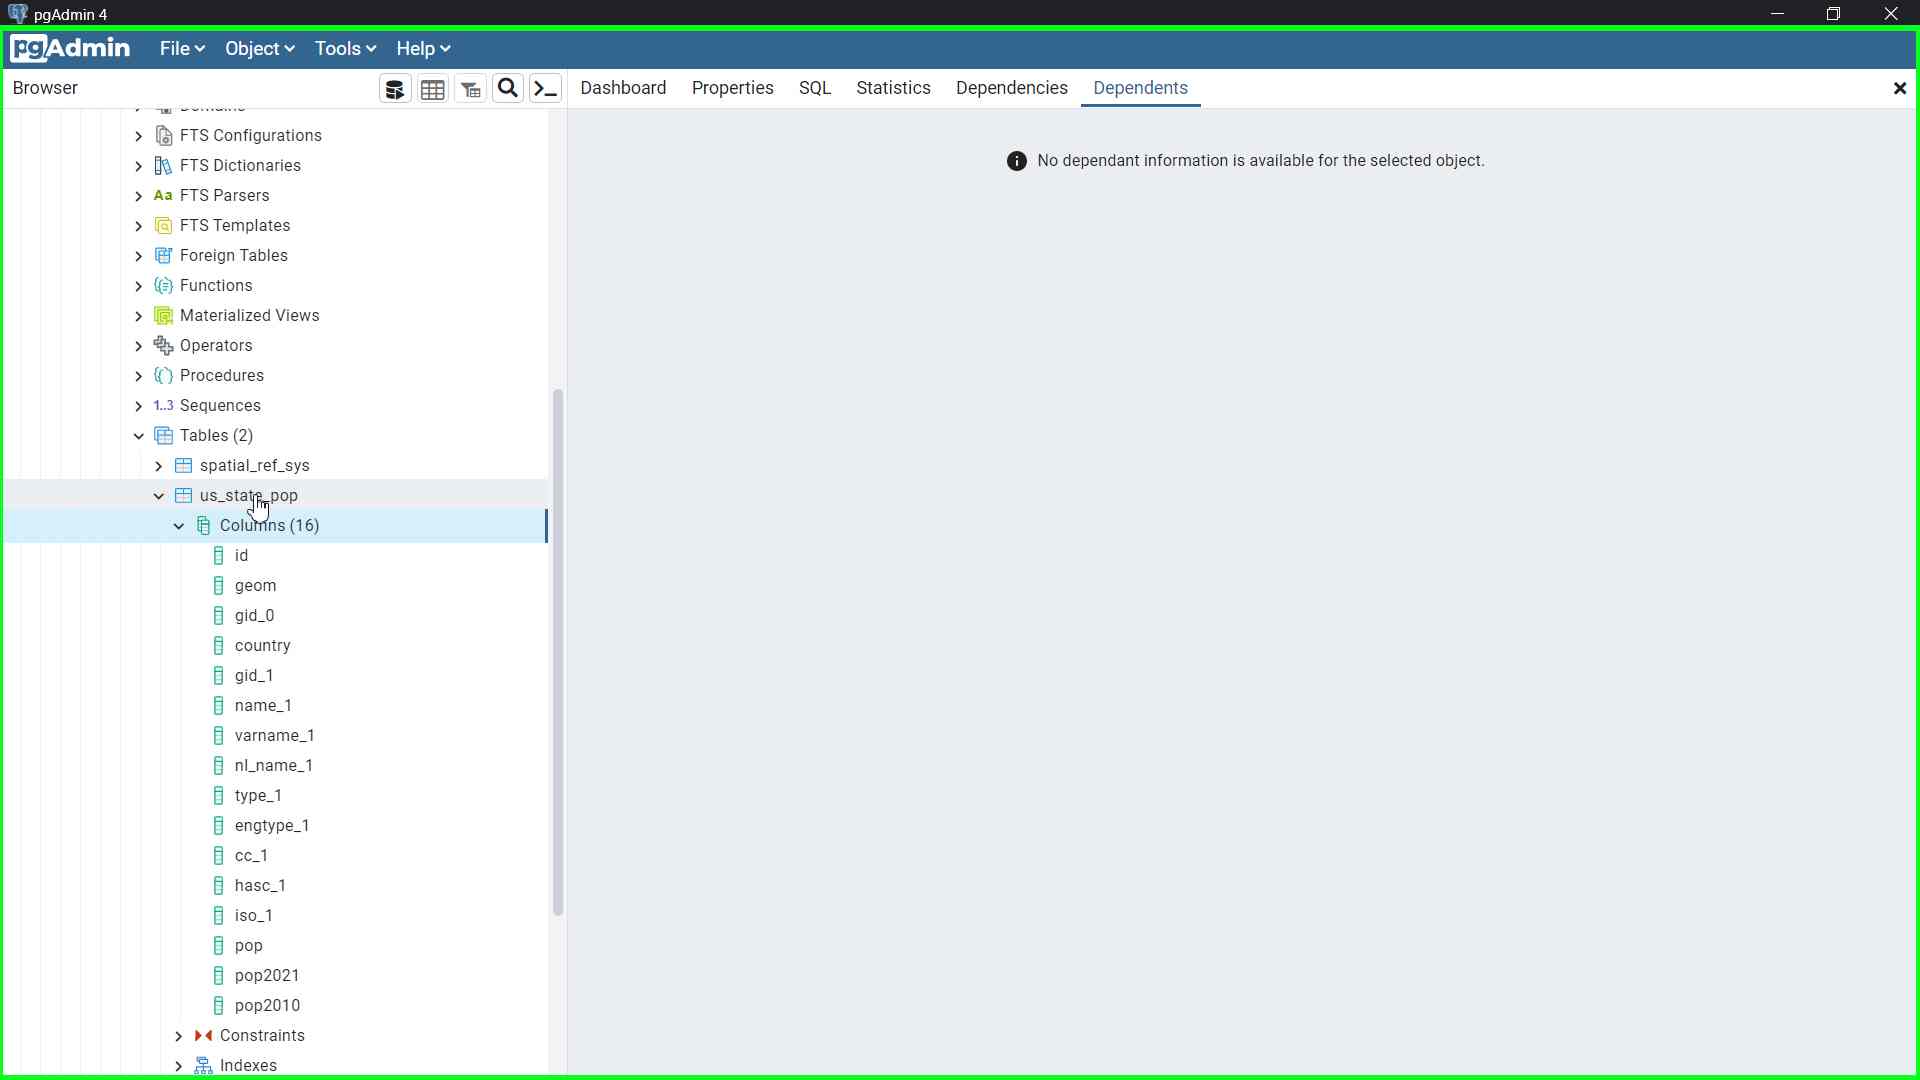 pgAdmin 4
pgAdmin File Object Tools Help
Browser
Dashboard Properties SQL Statistics Dependencies Dependents
No dependant information is available for the selected object.
Domains
FTS Configurations
FTS Dictionaries
Aa FTS Parsers
FTS Templates
Foreign Tables
Functions
Materialized Views
Operators
Procedures
1..3 Sequences
Tables (2)
spatial_ref_sys
us_state_pop
Columns (16)
id
geom
gid_0
country
gid_1
name_1
varname_1
nl_name_1
type_1
engtype_1
cc_1
hasc_1
iso_1
pop
pop2021
pop2010
Constraints
Indexes